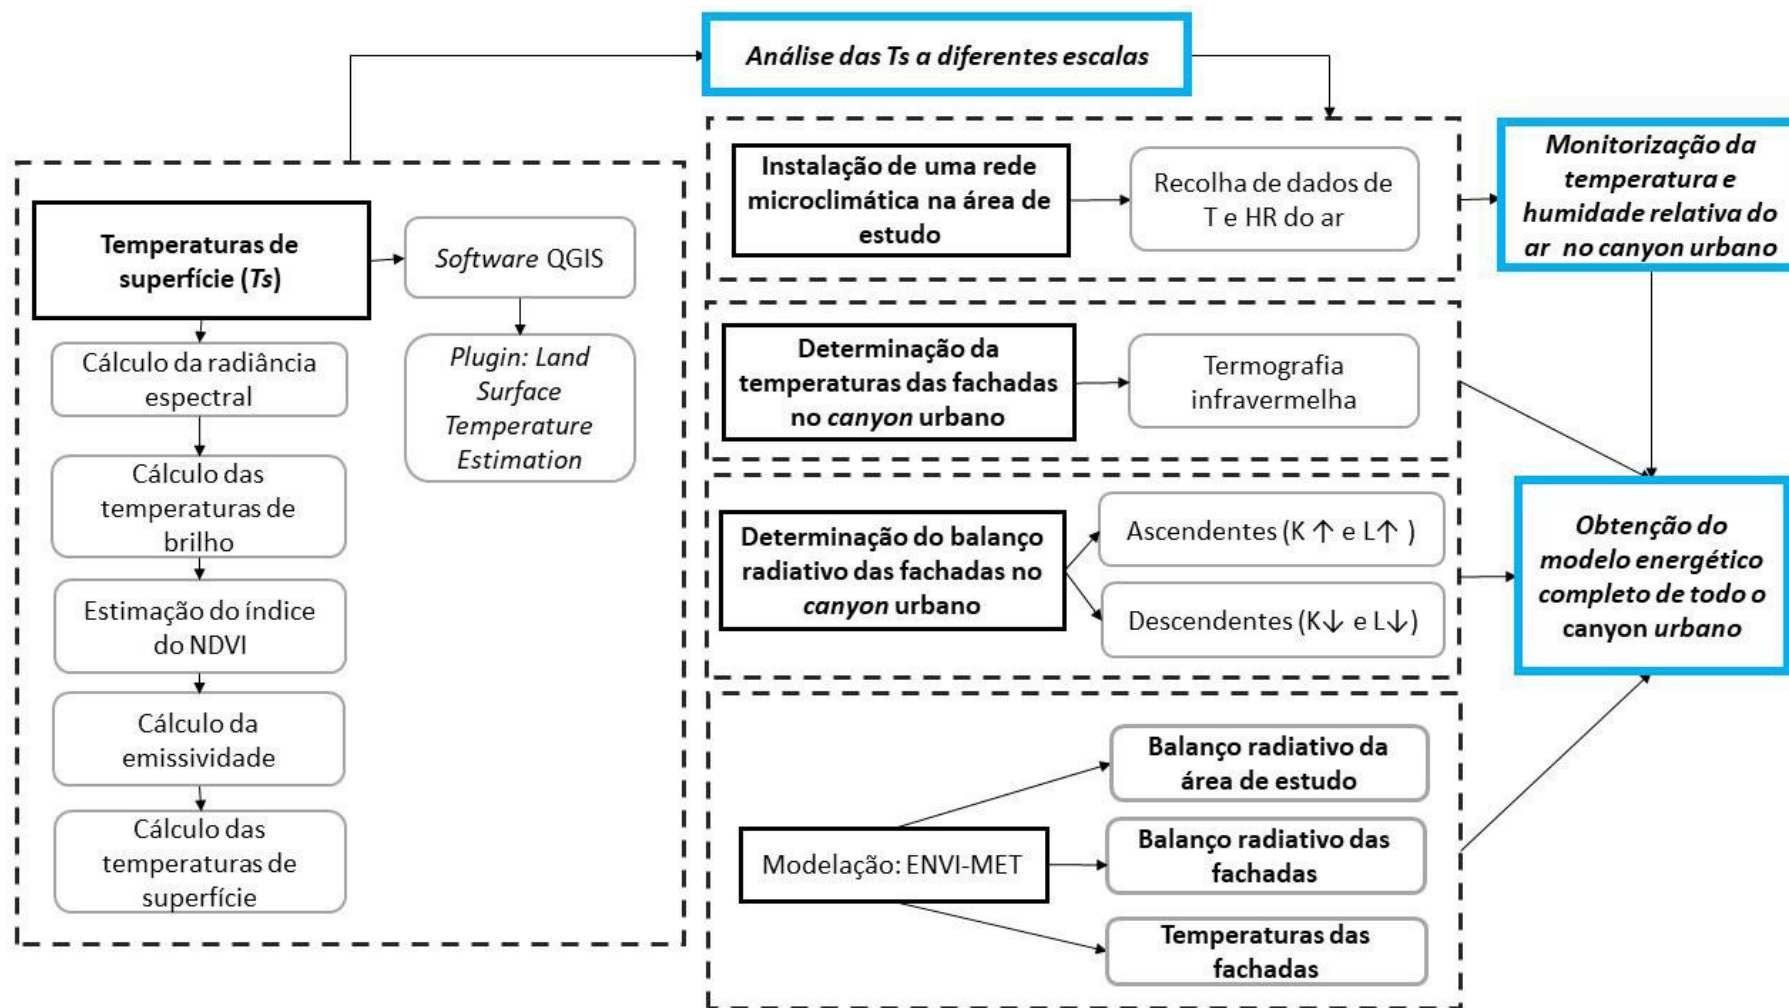 Análise das Ts a diferentes escalas
Temperaturas de
superfície (Ts)
Software QGIS
Plugin: Land
Surface
Temperature
Estimation
Cálculo da radiância
espectral
Cálculo das
temperaturas de
brilho
Estimação do índice
do NDVI
Cálculo da
emissividade
Cálculo das
temperaturas de
superfície
Instalação de uma rede
microclimática na área de
estudo
Recolha de dados de
T e HR do ar
Monitorização da
temperatura e
humidade relativa do
ar no canyon urbano
Determinação da
temperaturas das fachadas
no canyon urbano
Termografia
infravermelha
Determinação do balanço
radiativo das fachadas no
canyon urbano
Ascendentes (K ↑ e L↑ )
Descendentes (K↓ e L↓)
Obtenção do
modelo energético
completo de todo o
canyon urbano
Modelação: ENVI-MET
Balanço radiativo da
área de estudo
Balanço radiativo das
fachadas
Temperaturas das
fachadas